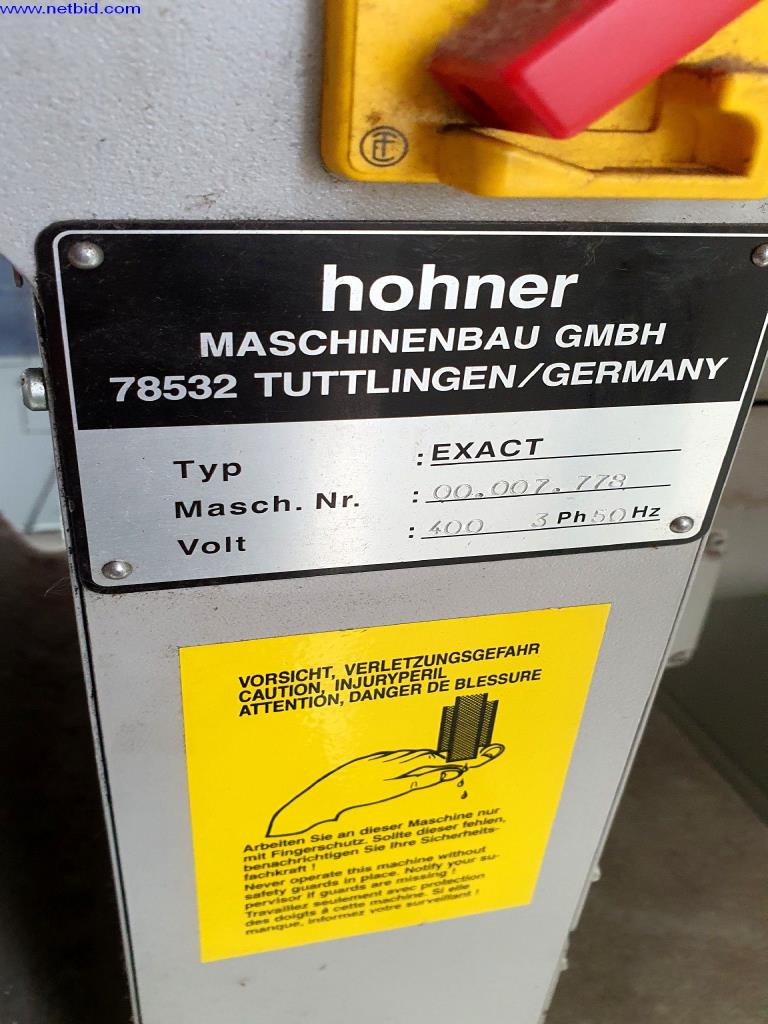 www.netbid.com
hohner
MASCHINENBAU GMBH
78532 TUTTLINGEN/GERMANY
Typ : EXACT
Masch. Nr. : 00.007.778
Volt : 400 3 Ph 50 Hz
VORSICHT, VERLETZUNGSGEFAHR
CAUTION, INJURYPERIL
ATTENTION, DANGER DE BLESSURE
Arbeiten Sie an dieser Maschine nur
mit Fingerschutz. Sollte dieser fehlen,
benachrichtigen Sie Ihre Sicherheits-
fachkraft !
Never operate this machine without
safety guards in place. Notify your su-
pervisor if guards are missing !
Travaillez seulement avec protection
des doigts à cette machine. Si elle
manque, informez votre surveillant !